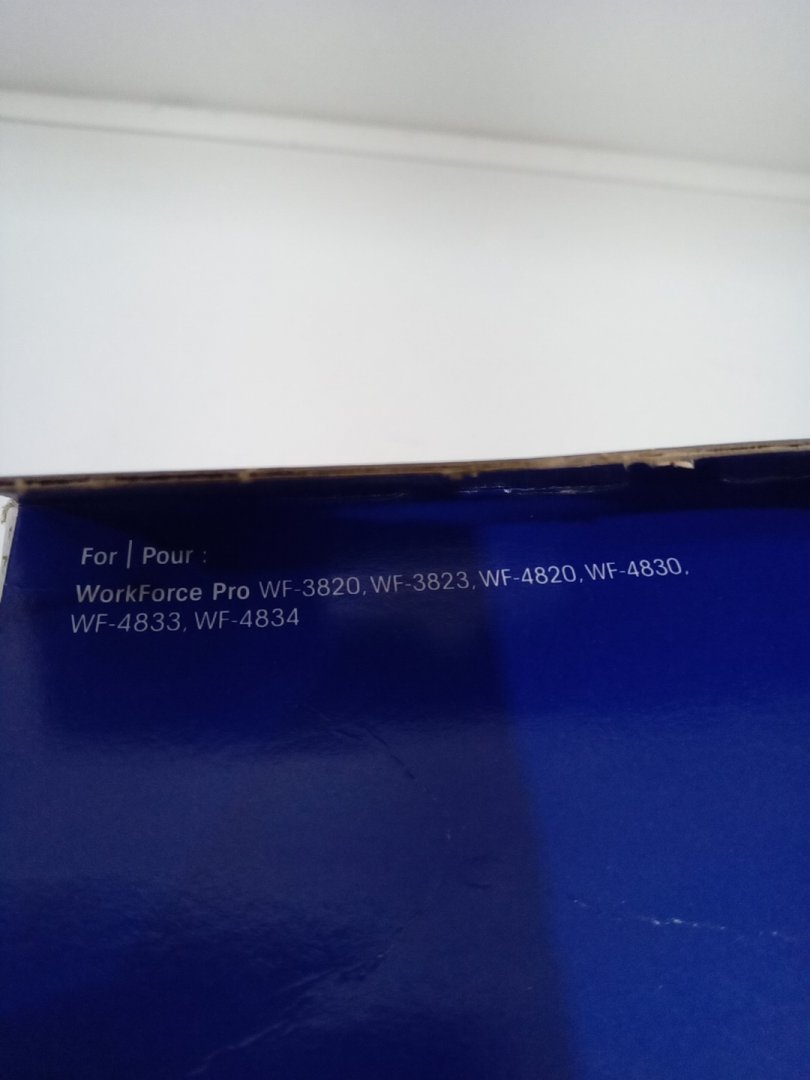 For | Pour :
WorkForce Pro WF-3820, WF-3823, WF-4820, WF-4830,
WF-4833, WF-4834